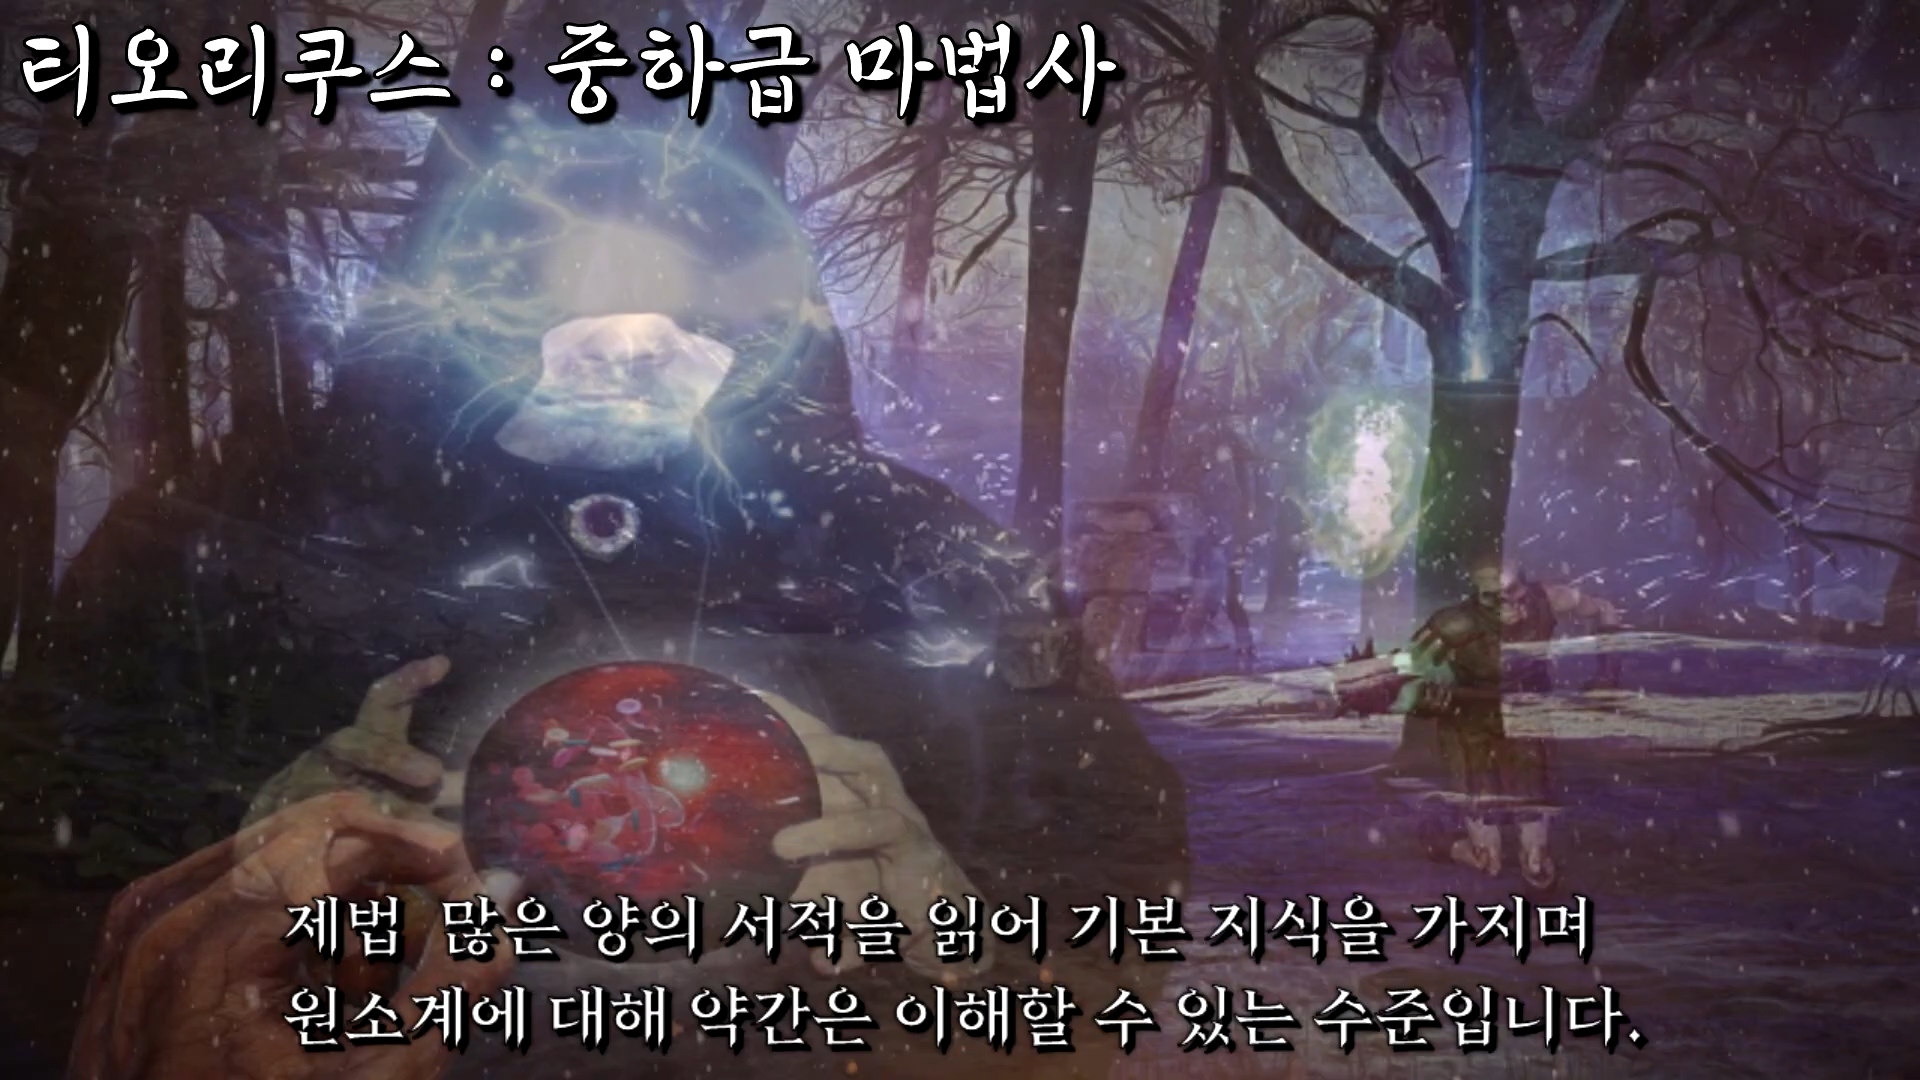 티오리쿠스 : 중하급 마법사
제법 많은 양의 서적을 읽어 기본 지식을 가지며
원소계에 대해 약간은 이해할 수 있는 수준입니다.